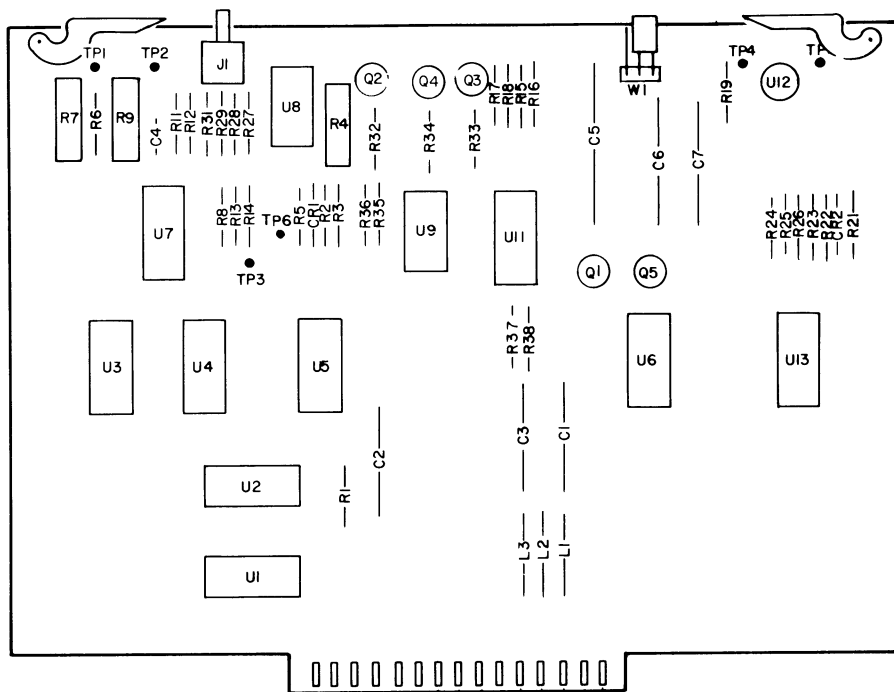 TP1
TP2
J1
TP4
TP
Q2
Q4
Q3
U12
W1
U8
R7
R6
R9
C4
R11
R12
R31
R29
R28
R27
R4
R32
R34
R33
R17
R18
R15
R16
C5
C6
C7
R19
U7
R8
R13
R14
TP6
R5
CR1
R2
R3
R36
R35
U9
U11
R24
R25
R26
R23
R22
CR2
R21
TP3
Q1
Q5
U3
U4
U5
R37
R38
U6
U13
C3
C1
C2
U2
R1
L3
L2
L1
U1